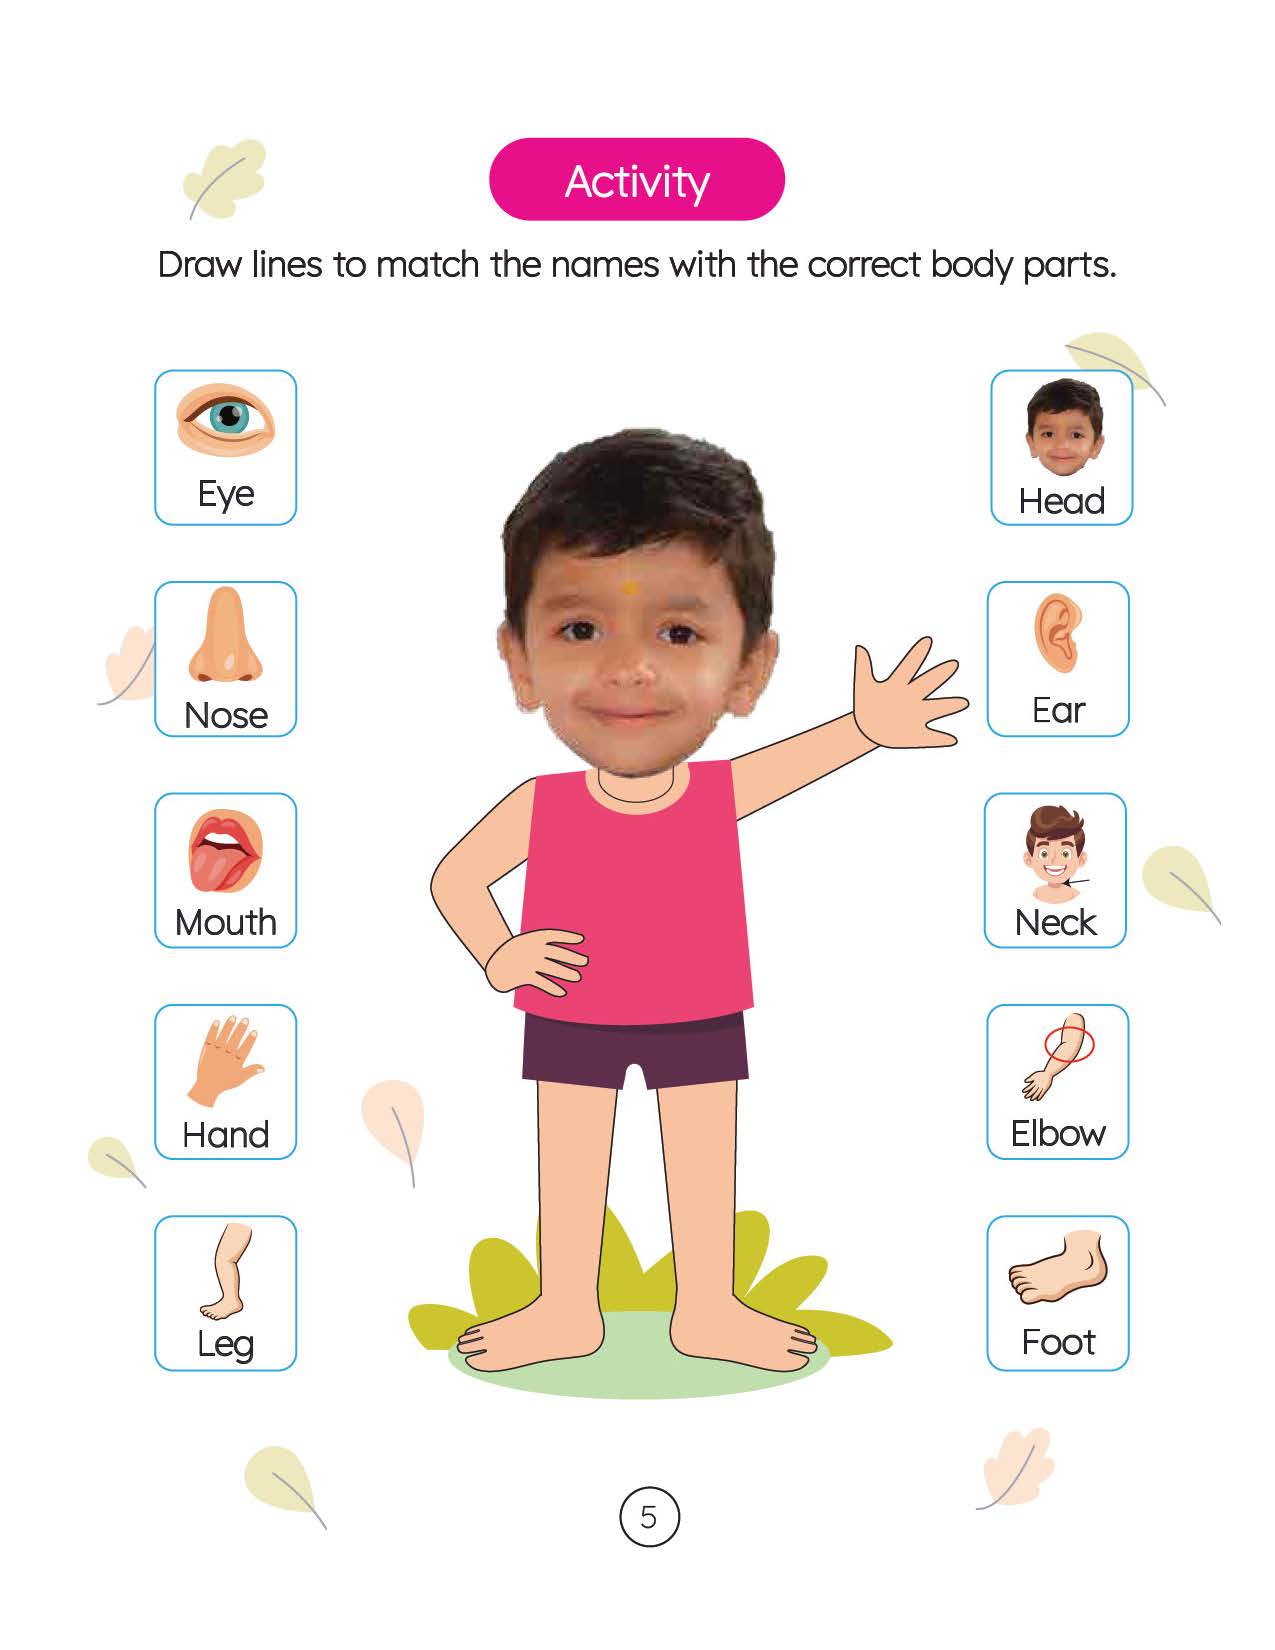 Activity
Draw lines to match the names with the correct body parts.
Eye
Head
Nose
Ear
Mouth
Neck
Hand
Elbow
Leg
Foot
5